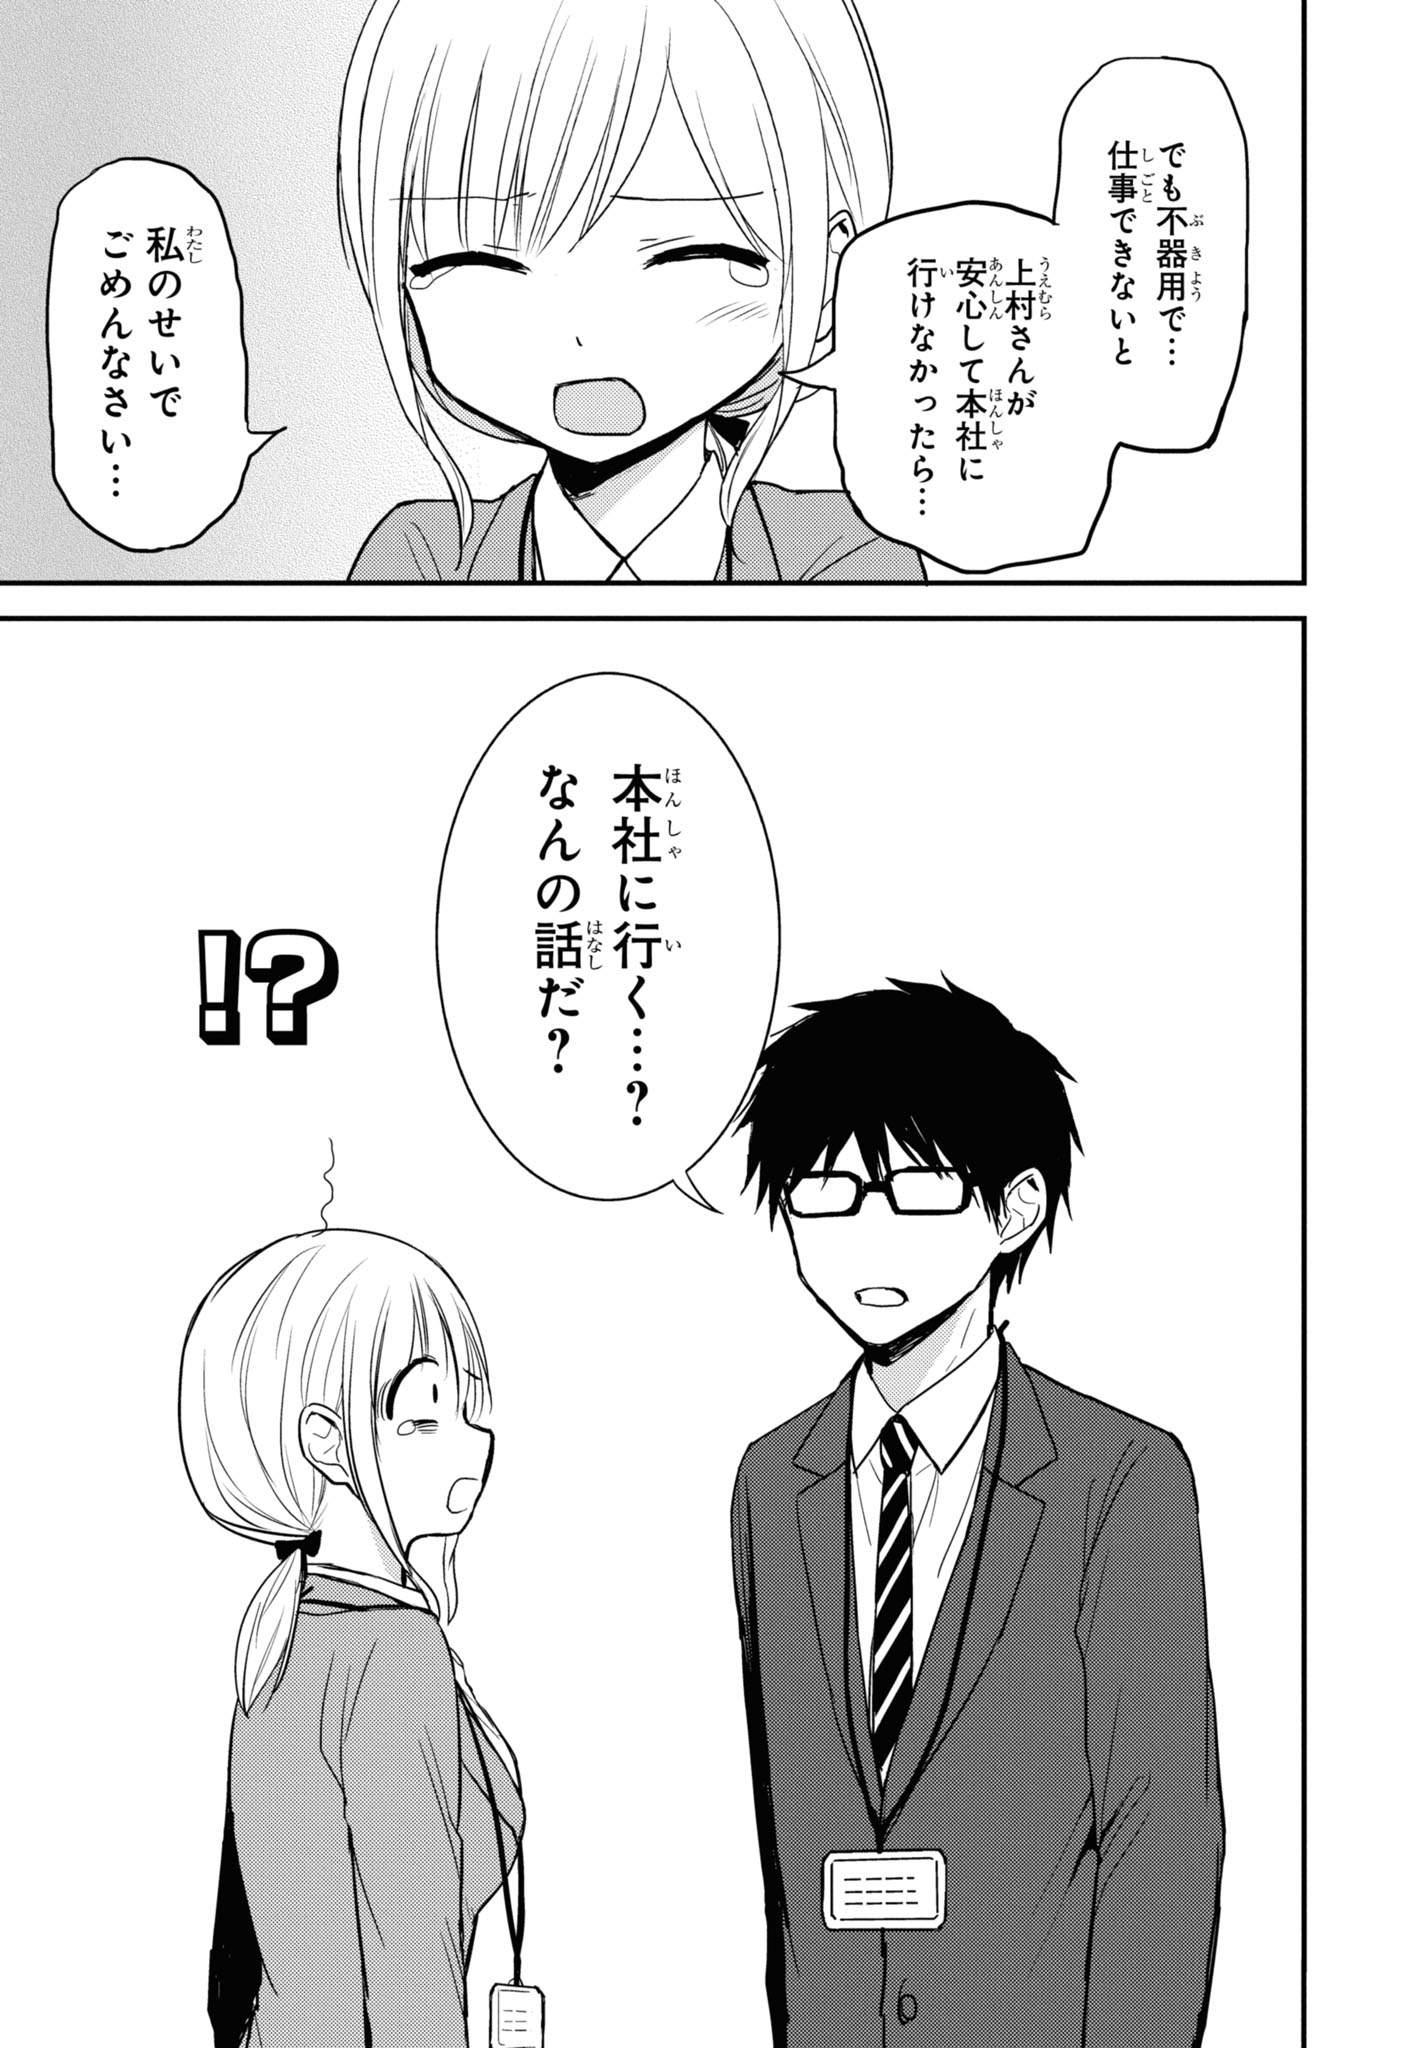 でも不器用で…
仕事できないと
上村さんが
安心して本社に
行けなかったら…
私のせいで
ごめんなさい…
本社に行く…？
なんの話だ？
!?